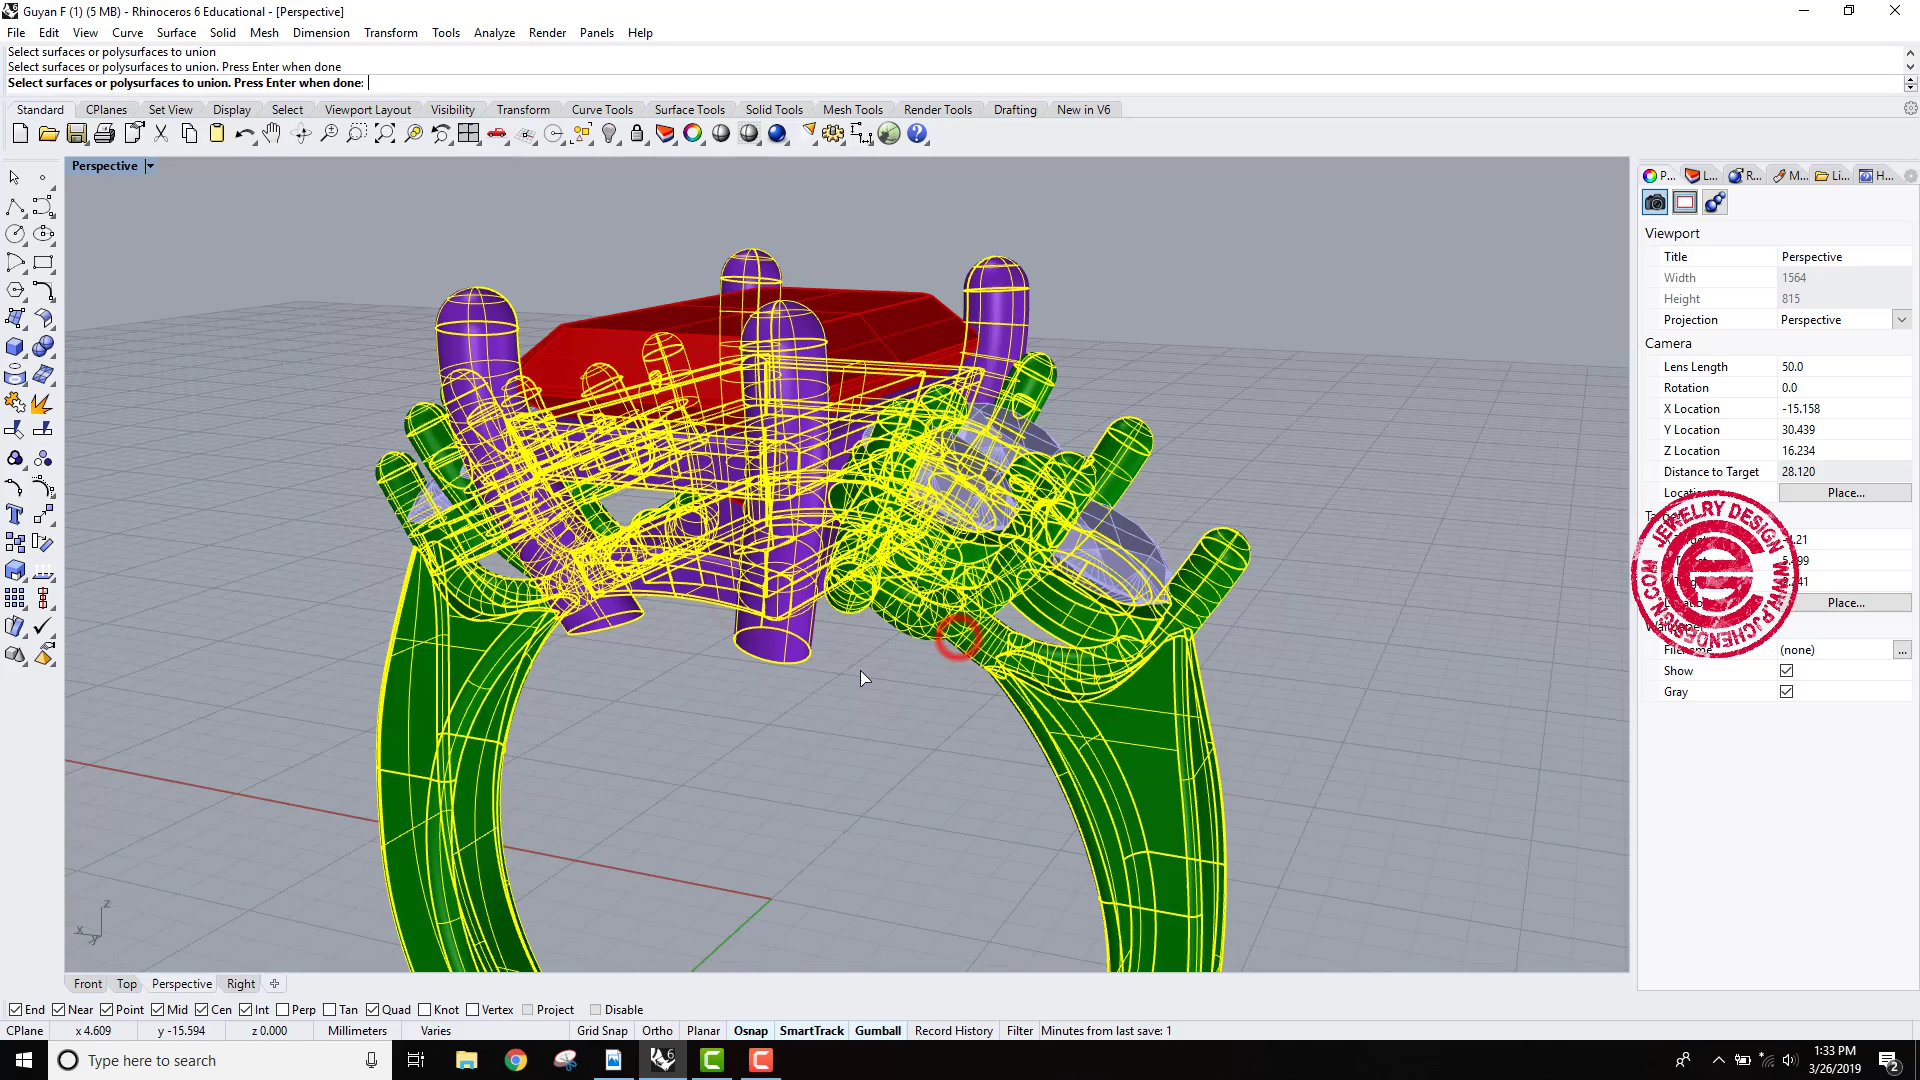 Guyan F (1) (5 MB) - Rhinoceros 6 Educational - [Perspective]
File Edit View Curve Surface Solid Mesh Dimension Transform Tools Analyze Render Panels Help
Select surfaces or polysurfaces to union
Select surfaces or polysurfaces to union. Press Enter when done
Select surfaces or polysurfaces to union. Press Enter when done:
Standard CPlanes Set View Display Select Viewport Layout Visibility Transform Curve Tools Surface Tools Solid Tools Mesh Tools Render Tools Drafting New in V6
Perspective
P... L... R... M... Li... H...
Viewport
Title Perspective
Width 1564
Height 815
Projection Perspective
Camera
Lens Length 50.0
Rotation 0.0
X Location -15.158
Y Location 30.439
Z Location 16.234
Distance to Target 28.120
Place...
JEWELRY DESIGN WWW.PJCHENDESIGN.COM
Place...
(none) ...
Show
Gray
z
x
y
Front Top Perspective Right
End Near Point Mid Cen Int Perp Tan Quad Knot Vertex Project Disable
CPlane x 4.609 y -15.594 z 0.000 Millimeters Varies Grid Snap Ortho Planar Osnap SmartTrack Gumball Record History Filter Minutes from last save: 1
Type here to search
6
1:33 PM
3/26/2019
2